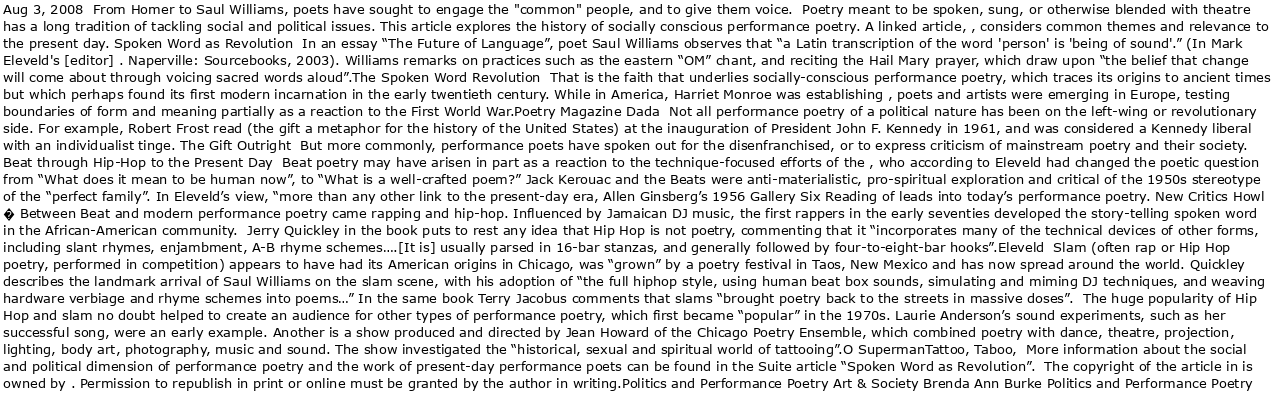 Aug 3, 2008  From Homer to Saul Williams, poets have sought to engage the "common" people, and to give them voice.  Poetry meant to be spoken, sung, or otherwise blended with theatre
has a long tradition of tackling social and political issues. This article explores the history of socially conscious performance poetry. A linked article, , considers common themes and relevance to
the present day. Spoken Word as Revolution  In an essay “The Future of Language”, poet Saul Williams observes that “a Latin transcription of the word 'person' is 'being of sound'.” (In Mark
Eleveld's [editor] . Naperville: Sourcebooks, 2003). Williams remarks on practices such as the eastern “OM” chant, and reciting the Hail Mary prayer, which draw upon “the belief that change
will come about through voicing sacred words aloud”.The Spoken Word Revolution  That is the faith that underlies socially-conscious performance poetry, which traces its origins to ancient times
but which perhaps found its first modern incarnation in the early twentieth century. While in America, Harriet Monroe was establishing , poets and artists were emerging in Europe, testing
boundaries of form and meaning partially as a reaction to the First World War.Poetry Magazine Dada  Not all performance poetry of a political nature has been on the left-wing or revolutionary
side. For example, Robert Frost read (the gift a metaphor for the history of the United States) at the inauguration of President John F. Kennedy in 1961, and was considered a Kennedy liberal
with an individualist tinge. The Gift Outright  But more commonly, performance poets have spoken out for the disenfranchised, or to express criticism of mainstream poetry and their society.
Beat through Hip-Hop to the Present Day  Beat poetry may have arisen in part as a reaction to the technique-focused efforts of the , who according to Eleveld had changed the poetic question
from “What does it mean to be human now”, to “What is a well-crafted poem?” Jack Kerouac and the Beats were anti-materialistic, pro-spiritual exploration and critical of the 1950s stereotype
of the “perfect family”. In Eleveld’s view, “more than any other link to the present-day era, Allen Ginsberg’s 1956 Gallery Six Reading of leads into today’s performance poetry. New Critics Howl
� Between Beat and modern performance poetry came rapping and hip-hop. Influenced by Jamaican DJ music, the first rappers in the early seventies developed the story-telling spoken word
in the African-American community.  Jerry Quickley in the book puts to rest any idea that Hip Hop is not poetry, commenting that it “incorporates many of the technical devices of other forms,
including slant rhymes, enjambment, A-B rhyme schemes....[It is] usually parsed in 16-bar stanzas, and generally followed by four-to-eight-bar hooks”.Eleveld  Slam (often rap or Hip Hop
poetry, performed in competition) appears to have had its American origins in Chicago, was “grown” by a poetry festival in Taos, New Mexico and has now spread around the world. Quickley
describes the landmark arrival of Saul Williams on the slam scene, with his adoption of “the full hiphop style, using human beat box sounds, simulating and miming DJ techniques, and weaving
hardware verbiage and rhyme schemes into poems…” In the same book Terry Jacobus comments that slams “brought poetry back to the streets in massive doses”.  The huge popularity of Hip
Hop and slam no doubt helped to create an audience for other types of performance poetry, which first became “popular” in the 1970s. Laurie Anderson’s sound experiments, such as her
successful song, were an early example. Another is a show produced and directed by Jean Howard of the Chicago Poetry Ensemble, which combined poetry with dance, theatre, projection,
lighting, body art, photography, music and sound. The show investigated the “historical, sexual and spiritual world of tattooing”.O SupermanTattoo, Taboo,  More information about the social
and political dimension of performance poetry and the work of present-day performance poets can be found in the Suite article “Spoken Word as Revolution”.  The copyright of the article in is
owned by . Permission to republish in print or online must be granted by the author in writing.Politics and Performance Poetry Art & Society Brenda Ann Burke Politics and Performance Poetry